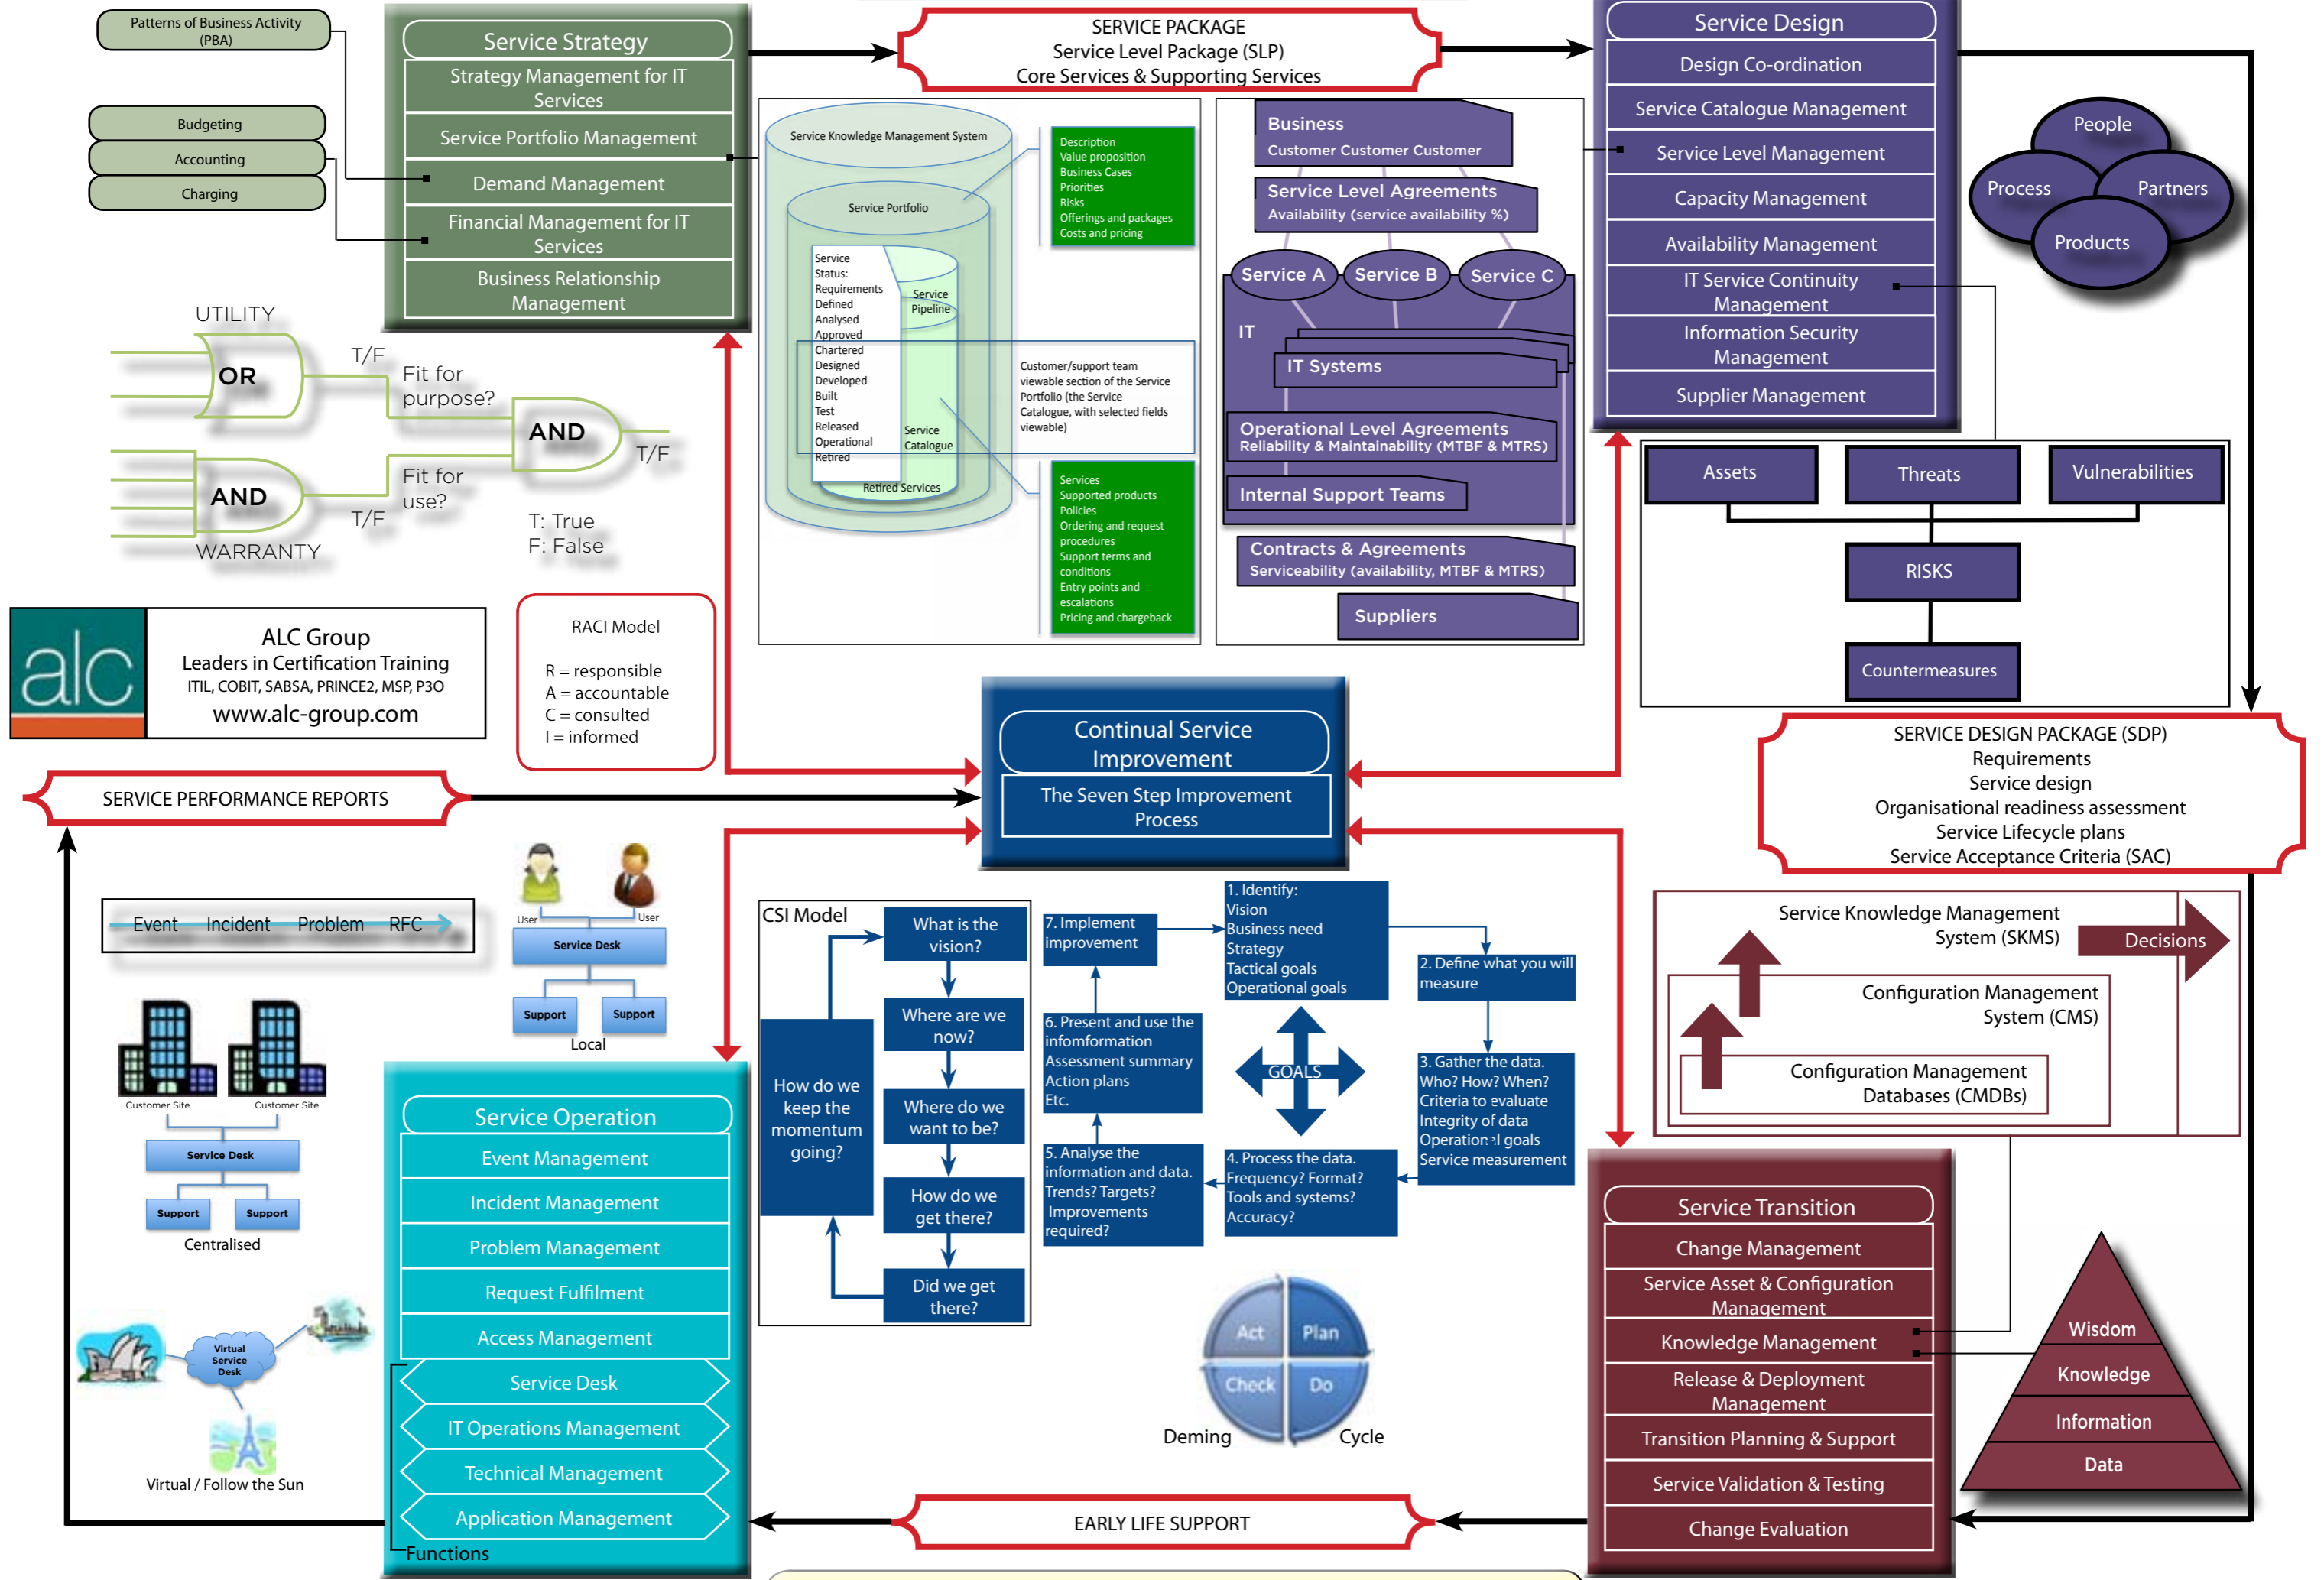 Patterns of Business Activity
(PBA)
Budgeting
Accounting
Charging
Service Strategy
Strategy Management for IT
Services
Service Portfolio Management
Demand Management
Financial Management for IT
Services
Business Relationship
Management
SERVICE PACKAGE
Service Level Package (SLP)
Core Services & Supporting Services
Service Design
Design Co-ordination
Service Catalogue Management
Service Level Management
Capacity Management
Availability Management
IT Service Continuity
Management
Information Security
Management
Supplier Management
People
Process
Partners
Products
UTILITY
OR
T/F
Fit for
purpose?
AND
T/F
AND
T/F
Fit for
use?
WARRANTY
T: True
F: False
Service Knowledge Management System
Service Portfolio
Service
Status:
Requirements
Defined
Analysed
Approved
Chartered
Designed
Developed
Built
Test
Released
Operational
Retired
Service
Pipeline
Service
Catalogue
Retired Services
Description
Value proposition
Business Cases
Priorities
Risks
Offerings and packages
Costs and pricing
Customer/support team
viewable section of the Service
Portfolio (the Service
Catalogue, with selected fields
viewable)
Services
Supported products
Policies
Ordering and request
procedures
Support terms and
conditions
Entry points and
escalations
Pricing and chargeback
Business
Customer Customer Customer
Service Level Agreements
Availability (service availability %)
Service A
Service B
Service C
IT
IT Systems
Operational Level Agreements
Reliability & Maintainability (MTBF & MTRS)
Internal Support Teams
Contracts & Agreements
Serviceability (availability, MTBF & MTRS)
Suppliers
Assets
Threats
Vulnerabilities
RISKS
Countermeasures
alc
ALC Group
Leaders in Certification Training
ITIL, COBIT, SABSA, PRINCE2, MSP, P3O
www.alc-group.com
RACI Model
R = responsible
A = accountable
C = consulted
I = informed
Continual Service
Improvement
The Seven Step Improvement
Process
SERVICE DESIGN PACKAGE (SDP)
Requirements
Service design
Organisational readiness assessment
Service Lifecycle plans
Service Acceptance Criteria (SAC)
SERVICE PERFORMANCE REPORTS
Event Incident Problem RFC
User
User
Service Desk
Support
Support
Local
Customer Site
Customer Site
Service Desk
Support
Support
Centralised
Virtual
Service
Desk
Virtual / Follow the Sun
Service Operation
Event Management
Incident Management
Problem Management
Request Fulfilment
Access Management
Service Desk
IT Operations Management
Technical Management
Application Management
Functions
CSI Model
What is the
vision?
Where are we
now?
Where do we
want to be?
How do we
get there?
Did we get
there?
How do we
keep the
momentum
going?
1. Identify:
Vision
Business need
Strategy
Tactical goals
Operational goals
2. Define what you will
measure
3. Gather the data.
Who? How? When?
Criteria to evaluate
Integrity of data
Operational goals
Service measurement
4. Process the data.
Frequency? Format?
Tools and systems?
Accuracy?
5. Analyse the
information and data.
Trends? Targets?
Improvements
required?
6. Present and use the
infomformation
Assessment summary
Action plans
Etc.
7. Implement
improvement
GOALS
Act
Plan
Check
Do
Deming
Cycle
Service Knowledge Management
System (SKMS)
Decisions
Configuration Management
System (CMS)
Configuration Management
Databases (CMDBs)
Service Transition
Change Management
Service Asset & Configuration
Management
Knowledge Management
Release & Deployment
Management
Transition Planning & Support
Service Validation & Testing
Change Evaluation
Wisdom
Knowledge
Information
Data
EARLY LIFE SUPPORT